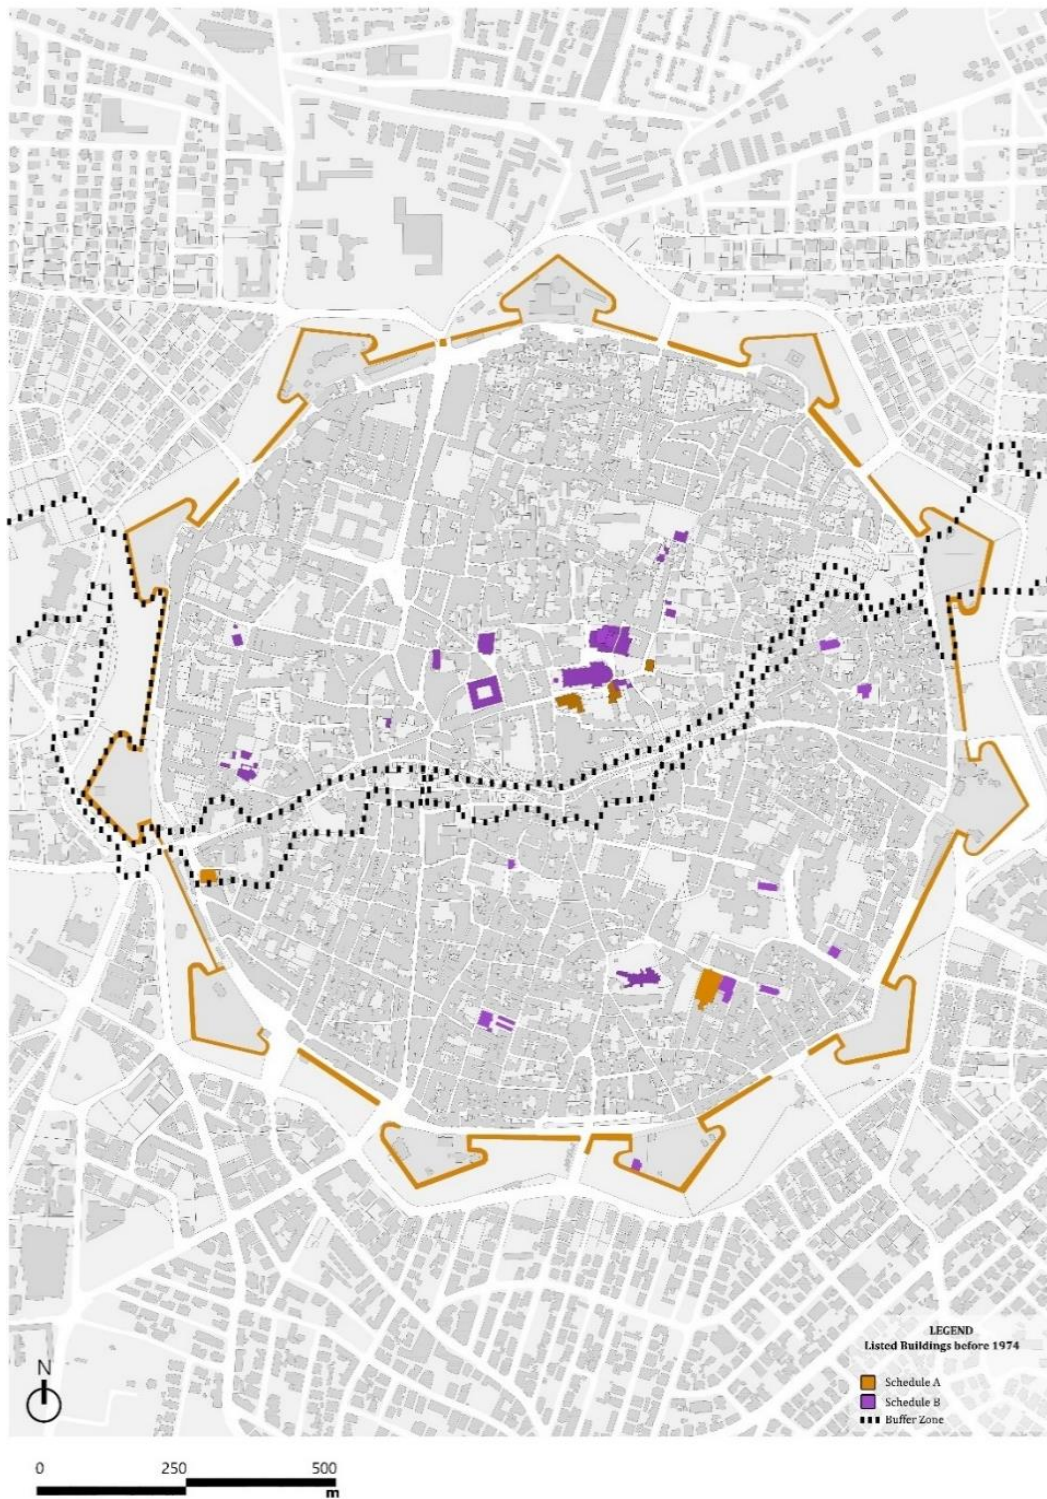 LEGEND
Listed Buildings before 1974
Schedule A
Schedule B
Buffer Zone
N
0 250 500
m